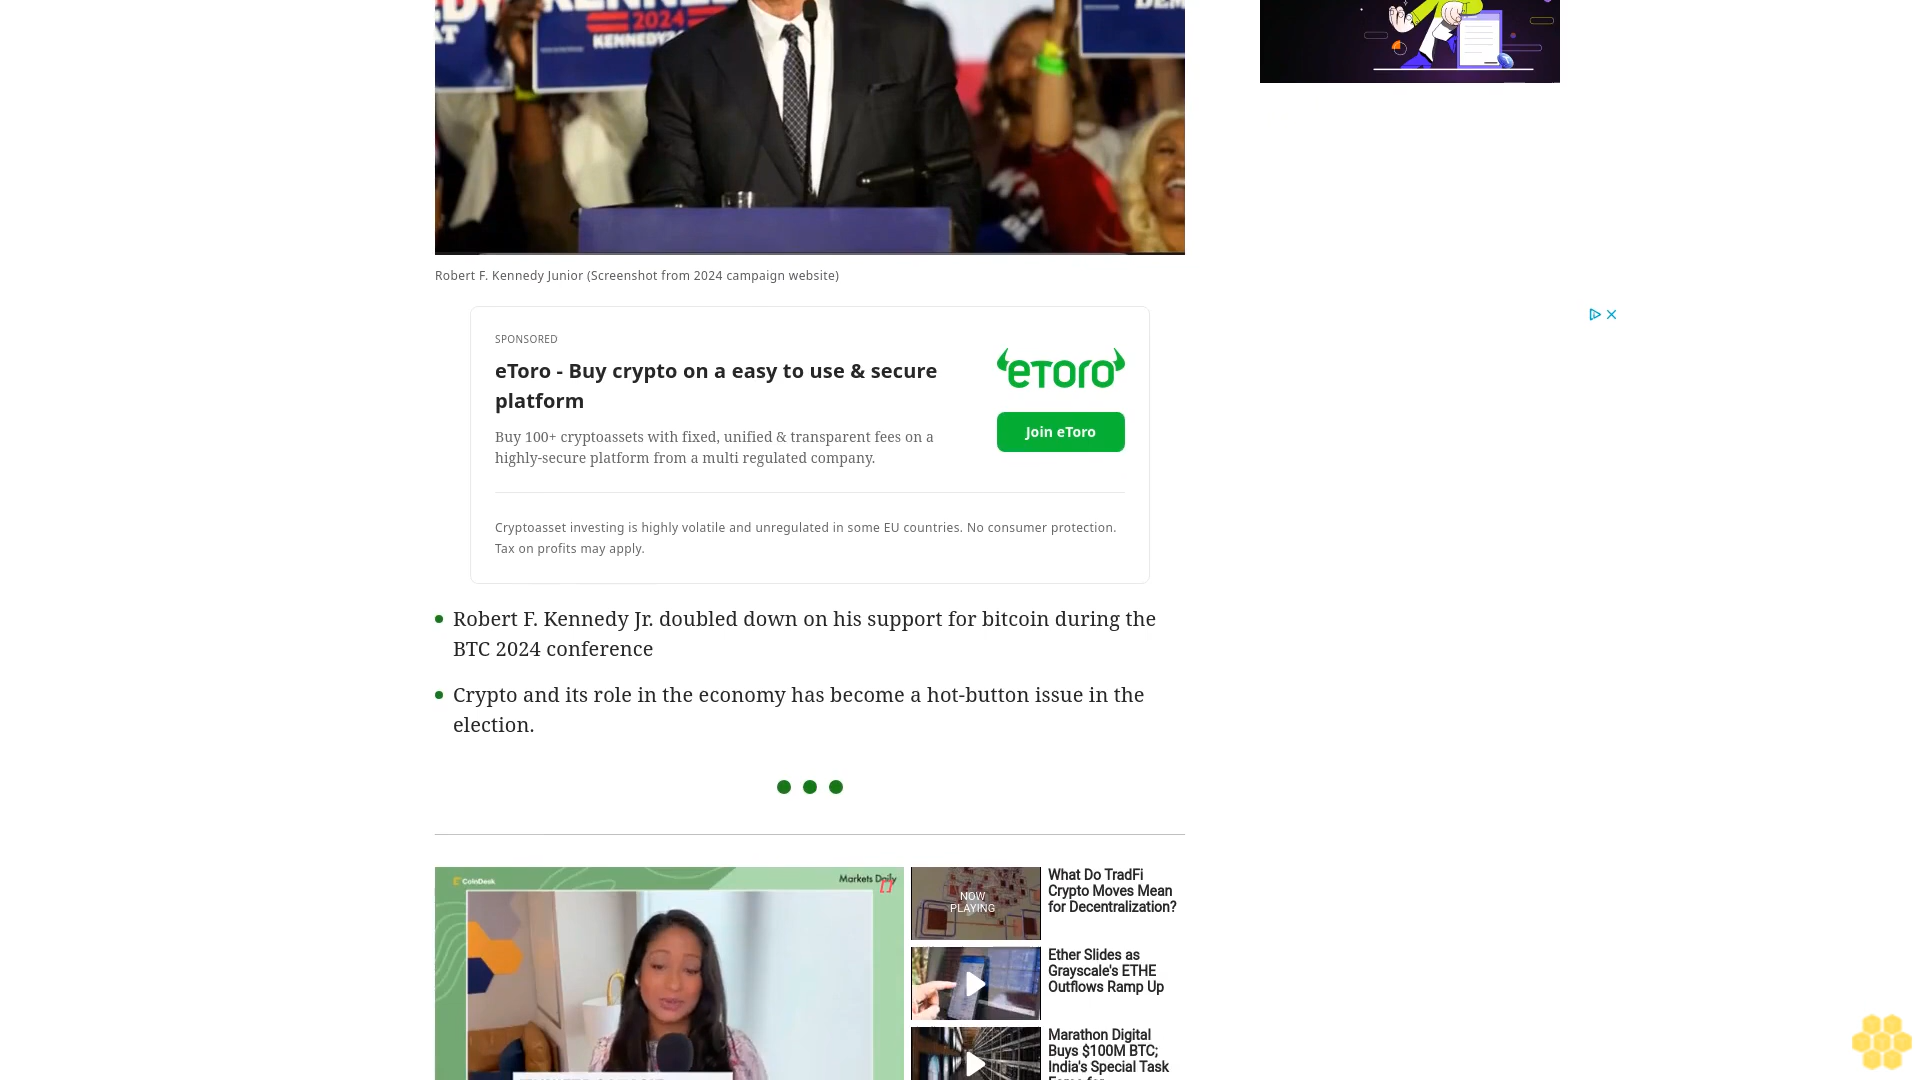 2024
KENNEDY24
DEM
Robert F. Kennedy Junior (Screenshot from 2024 campaign website)
SPONSORED
eToro - Buy crypto on a easy to use & secure
platform
Buy 100+ cryptoassets with fixed, unified & transparent fees on a
highly-secure platform from a multi regulated company.
eToro
Join eToro
Cryptoasset investing is highly volatile and unregulated in some EU countries. No consumer protection.
Tax on profits may apply.
Robert F. Kennedy Jr. doubled down on his support for bitcoin during the
BTC 2024 conference
Crypto and its role in the economy has become a hot-button issue in the
election.
CoinDesk
Markets Daily
NOW
PLAYING
What Do TradFi
Crypto Moves Mean
for Decentralization?
Ether Slides as
Grayscale's ETHE
Outflows Ramp Up
Marathon Digital
Buys $100M BTC;
India's Special Task